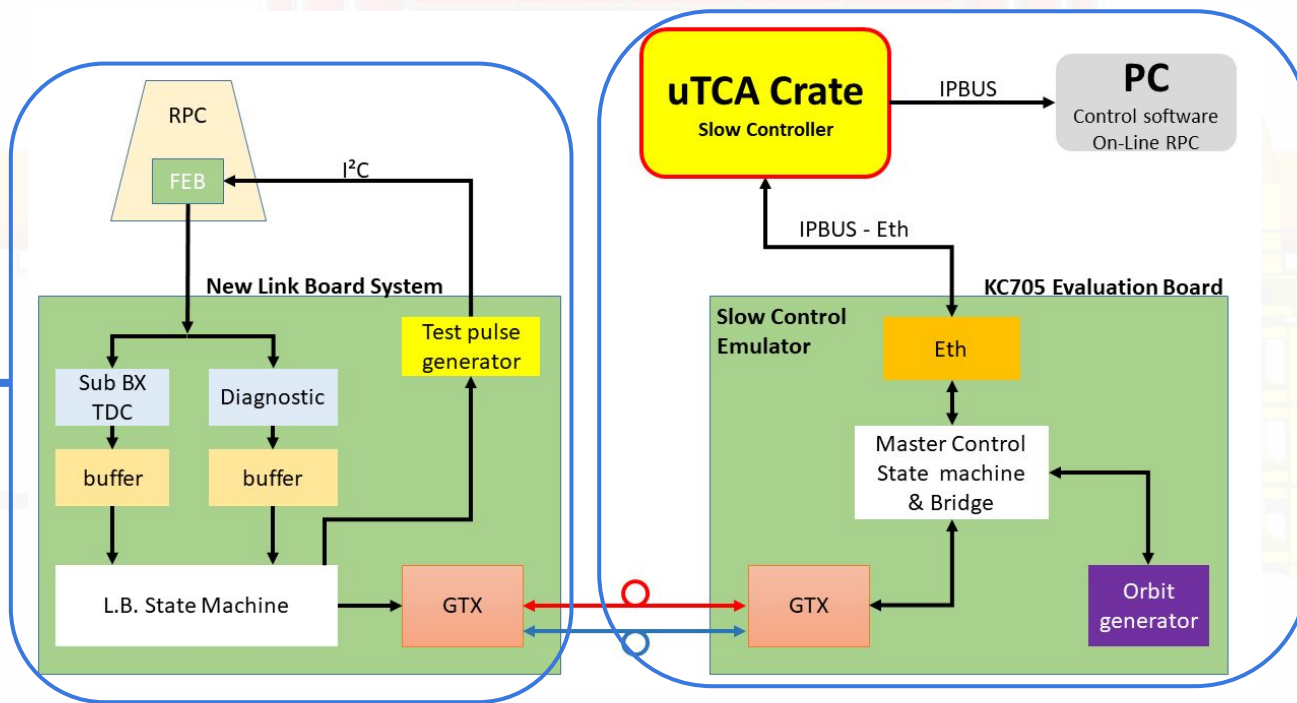 RPC
FEB
I²C
New Link Board System
Test pulse
generator
Sub BX
TDC
Diagnostic
buffer
buffer
L.B. State Machine
GTX
uTCA Crate
Slow Controller
IPBUS
PC
Control software
On-Line RPC
IPBUS - Eth
KC705 Evaluation Board
Slow Control
Emulator
Eth
Master Control
State machine
& Bridge
GTX
Orbit
generator